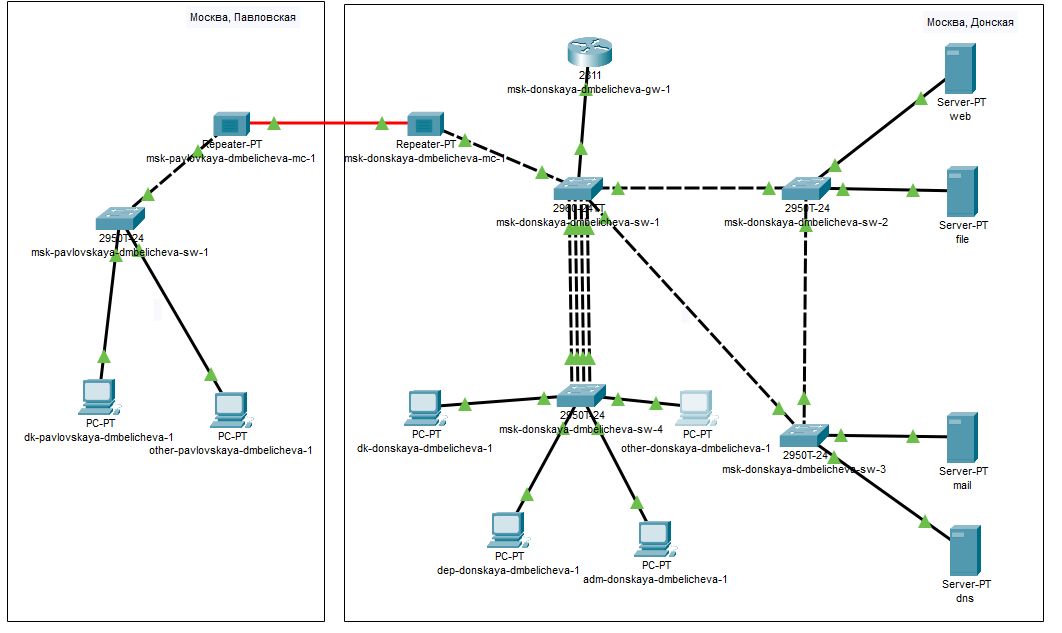 Москва, Павловская
Москва, Донская
2811
msk-donskaya-dmbelicheva-gw-1
Server-PT
web
Repeater-PT
msk-pavlovkaya-dmbelicheva-mc-1
Repeater-PT
msk-donskaya-dmbelicheva-mc-1
2950T-24
msk-pavlovskaya-dmbelicheva-sw-1
2960-24TT
msk-donskaya-dmbelicheva-sw-1
2950T-24
msk-donskaya-dmbelicheva-sw-2
Server-PT
file
PC-PT
dk-pavlovskaya-dmbelicheva-1
PC-PT
other-pavlovskaya-dmbelicheva-1
PC-PT
dk-donskaya-dmbelicheva-1
2950T-24
msk-donskaya-dmbelicheva-sw-4
PC-PT
other-donskaya-dmbelicheva-1
2950T-24
msk-donskaya-dmbelicheva-sw-3
Server-PT
mail
PC-PT
dep-donskaya-dmbelicheva-1
PC-PT
adm-donskaya-dmbelicheva-1
Server-PT
dns